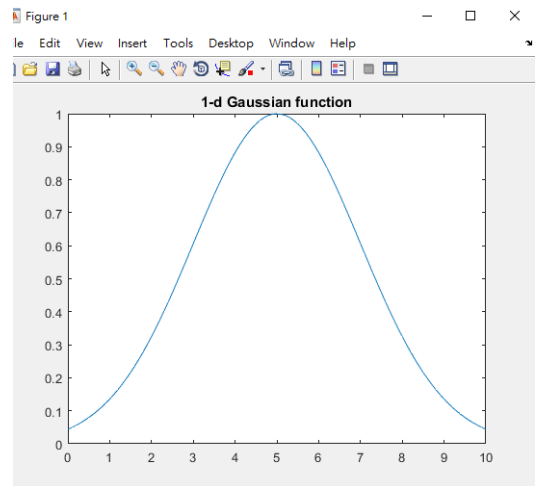 Figure 1
le Edit View Insert Tools Desktop Window Help
1-d Gaussian function
1
0.9
0.8
0.7
0.6
0.5
0.4
0.3
0.2
0.1
0
0 1 2 3 4 5 6 7 8 9 10